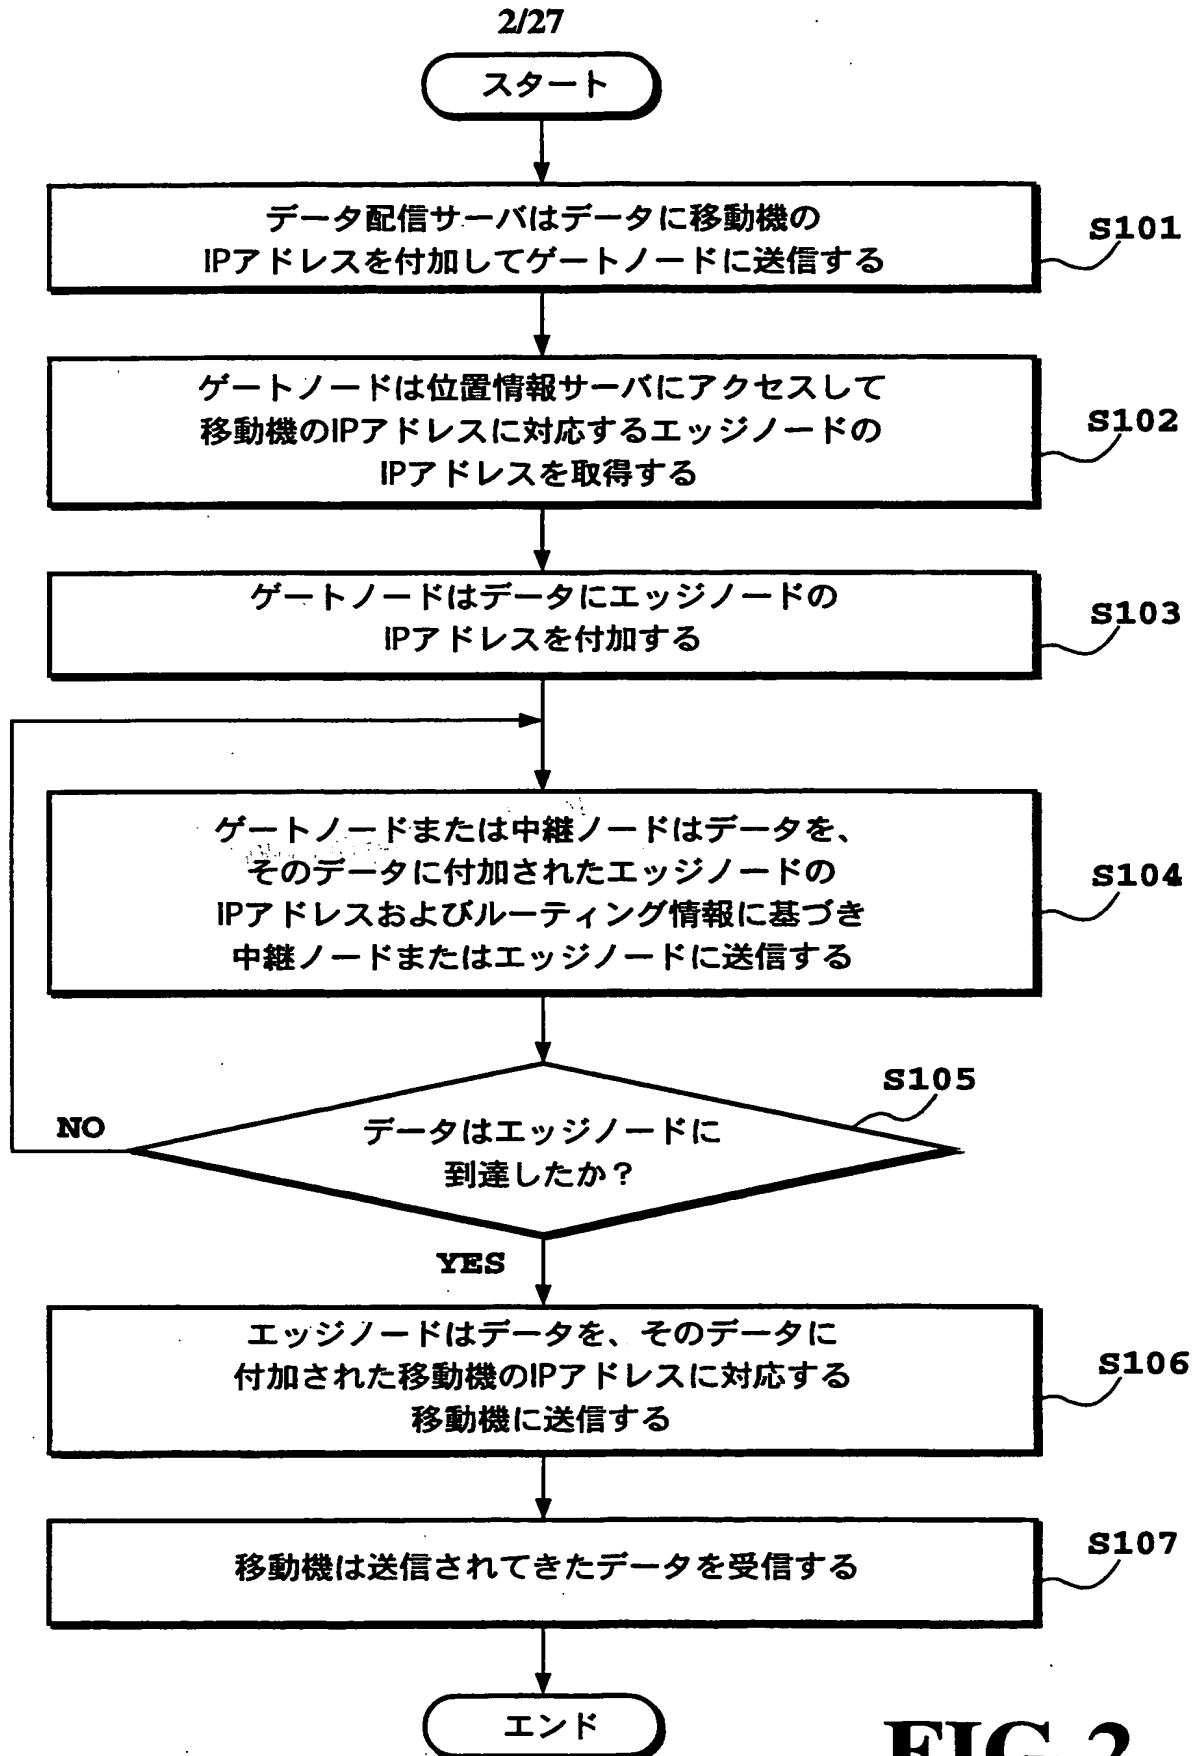 2/27
スタート
データ配信サーバはデータに移動機の
IPアドレスを付加してゲートノードに送信する
S101
ゲートノードは位置情報サーバにアクセスして
移動機のIPアドレスに対応するエッジノードの
IPアドレスを取得する
S102
ゲートノードはデータにエッジノードの
IPアドレスを付加する
S103
ゲートノードまたは中継ノードはデータを、
そのデータに付加されたエッジノードの
IPアドレスおよびルーティング情報に基づき
中継ノードまたはエッジノードに送信する
S104
S105
NO
データはエッジノードに
到達したか？
YES
エッジノードはデータを、そのデータに
付加された移動機のIPアドレスに対応する
移動機に送信する
S106
移動機は送信されてきたデータを受信する
S107
エンド
FIG.2